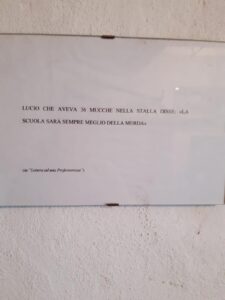 LUCIO CHE AVEVA 36 MUCCHE NELLA STALLA DISSE: «LA
SCUOLA SARÀ SEMPRE MEGLIO DELLA MERDA»
(da "Lettera ad una Professoressa")